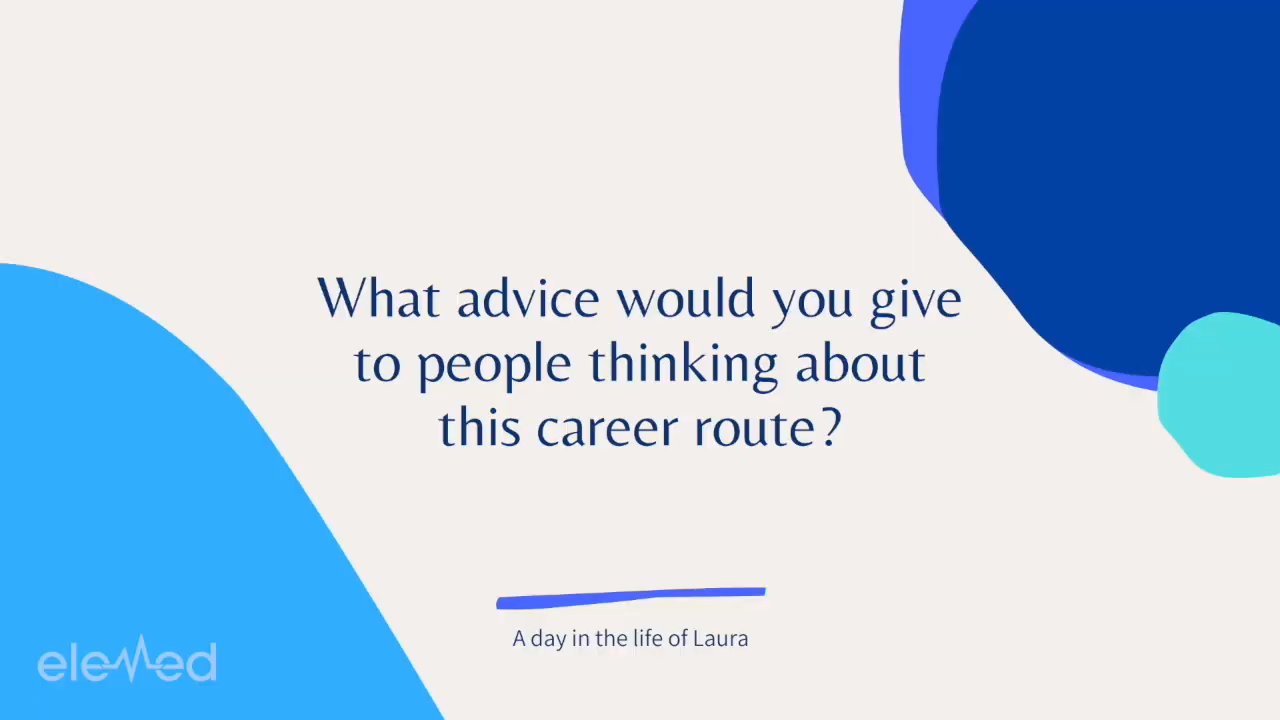 What advice would you give
to people thinking about
this career route?
A day in the life of Laura
elemed